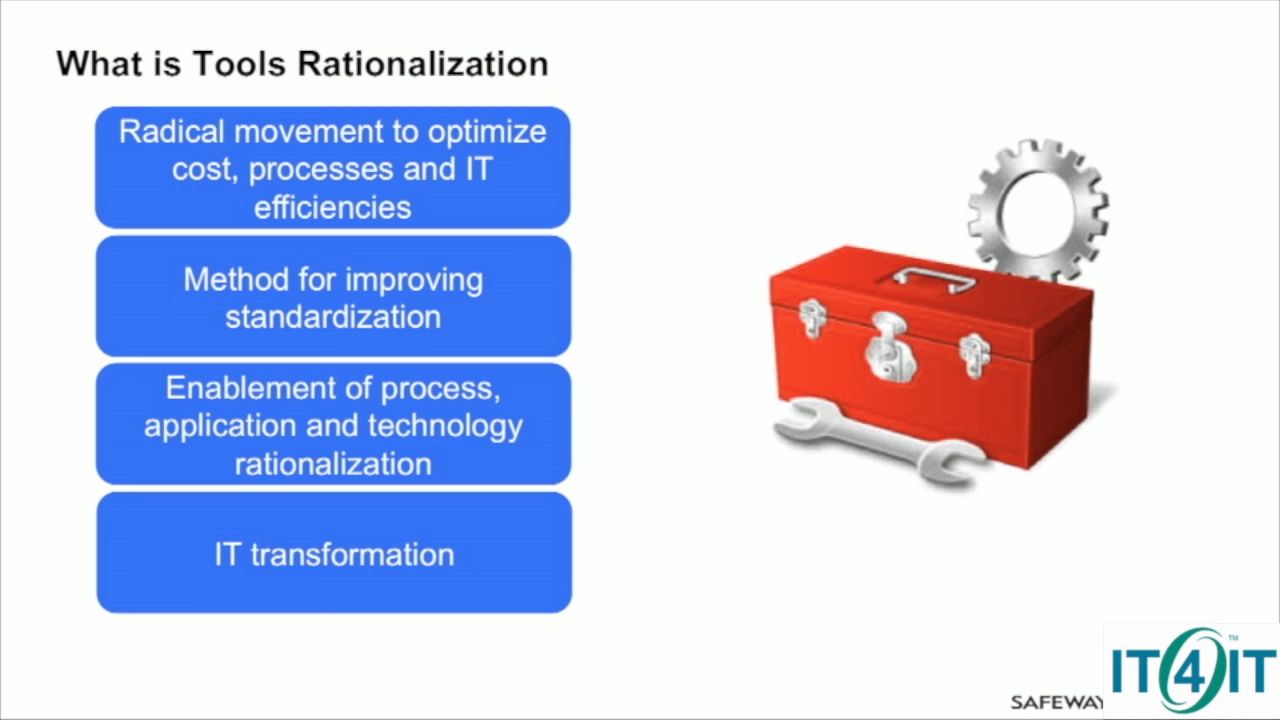 What is Tools Rationalization
Radical movement to optimize
cost, processes and IT
efficiencies
Method for improving
standardization
Enablement of process,
application and technology
rationalization
IT transformation
SAFEWAY
IT4IT™